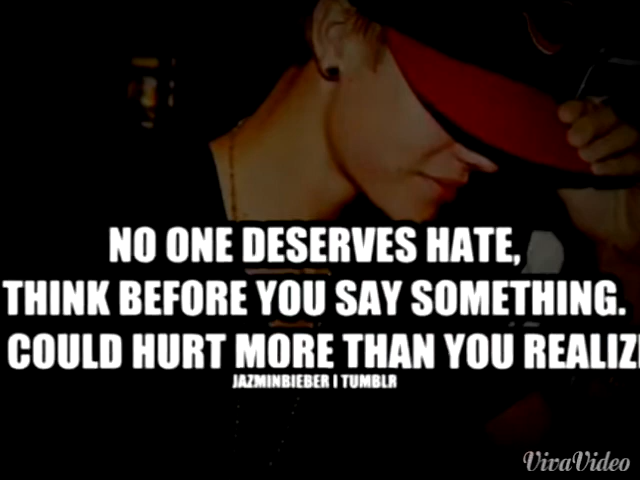 NO ONE DESERVES HATE,
THINK BEFORE YOU SAY SOMETHING.
COULD HURT MORE THAN YOU REALIZ
JAZMINBIEBER I TUMBLR
VivaVideo